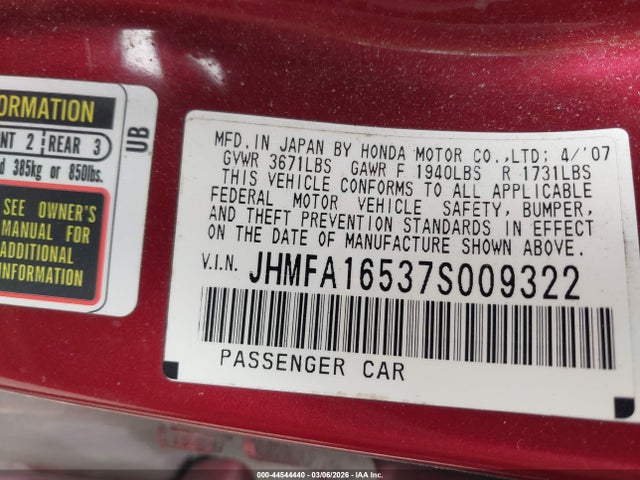 ORMATION
NT 2 REAR 3
d 385kg or 850lbs.
SEE OWNER'S
MANUAL FOR
ADDITIONAL
INFORMATION
UB
MFD. IN JAPAN BY HONDA MOTOR CO.,LTD: 4/'07
GVWR 3671LBS GAWR F 1940LBS R 1731LBS
THIS VEHICLE CONFORMS TO ALL APPLICABLE
FEDERAL MOTOR VEHICLE SAFETY, BUMPER,
AND THEFT PREVENTION STANDARDS IN EFFECT
ON THE DATE OF MANUFACTURE SHOWN ABOVE.
V.I.N. JHMFA16537S009322
PASSENGER CAR
000-44544440 - 03/06/2026 - IAA Inc.